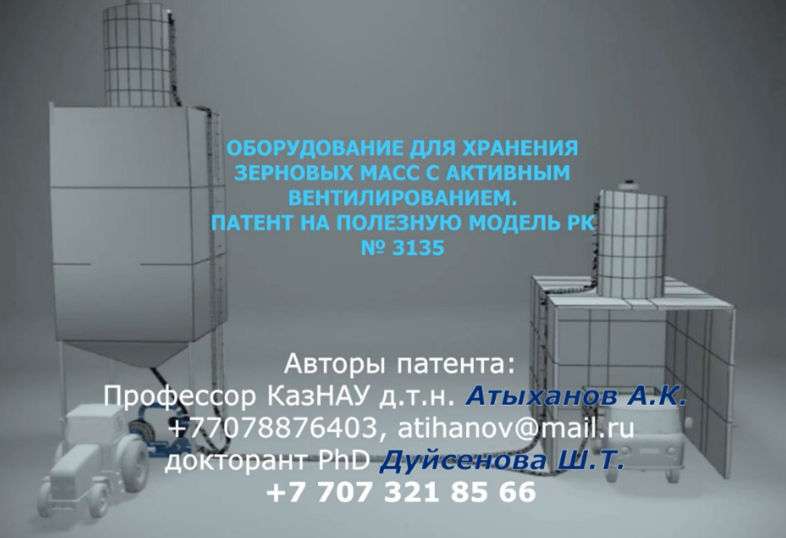 ОБОРУДОВАНИЕ ДЛЯ ХРАНЕНИЯ
ЗЕРНОВЫХ МАСС С АКТИВНЫМ
ВЕНТИЛИРОВАНИЕМ.
ПАТЕНТ НА ПОЛЕЗНУЮ МОДЕЛЬ РК
№ 3135
Авторы патента:
Профессор КазНАУ д.т.н. Атыханов А.К.
+77078876403, atihanov@mail.ru
докторант PhD Дуйсенова Ш.Т.
+7 707 321 85 66